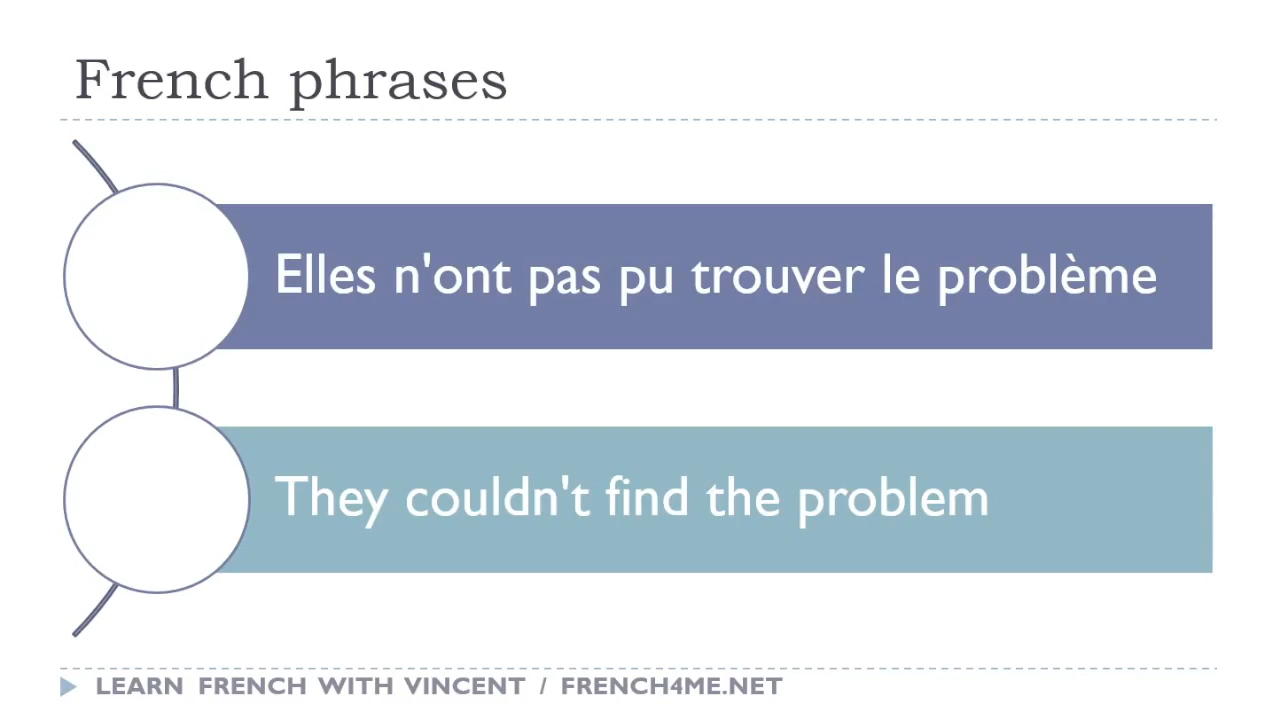 French phrases
Elles n'ont pas pu trouver le problème
They couldn't find the problem
LEARN FRENCH WITH VINCENT / FRENCH4ME.NET